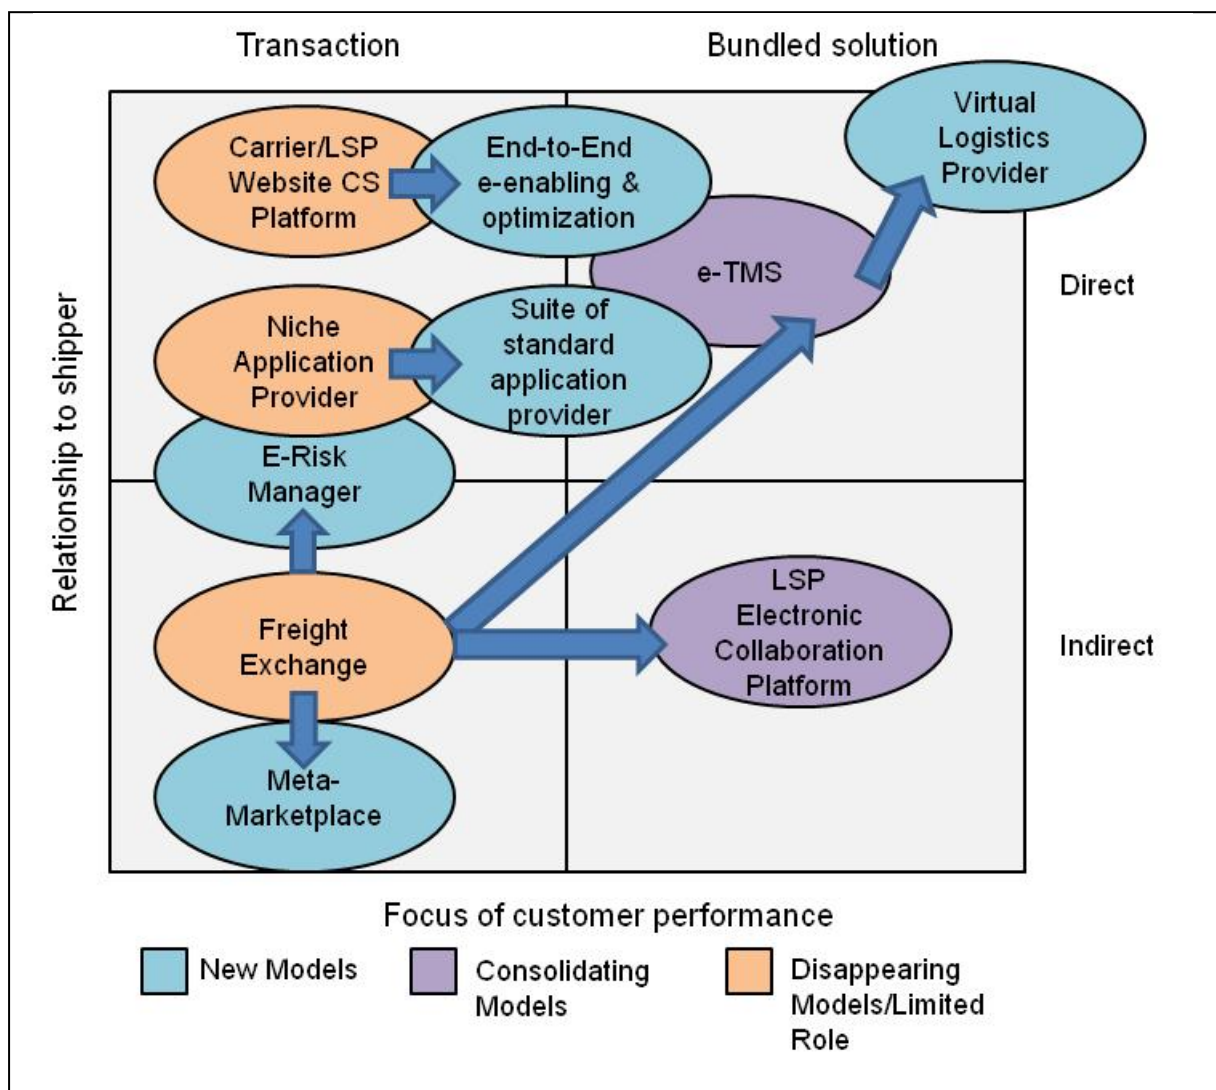 Transaction
Bundled solution
Virtual
Logistics
Provider
Carrier/LSP
Website CS
Platform
End-to-End
e-enabling &
optimization
e-TMS
Direct
Niche
Application
Provider
Suite of
standard
application
provider
E-Risk
Manager
Relationship to shipper
Freight
Exchange
LSP
Electronic
Collaboration
Platform
Indirect
Meta-
Marketplace
Focus of customer performance
New Models
Consolidating
Models
Disappearing
Models/Limited
Role